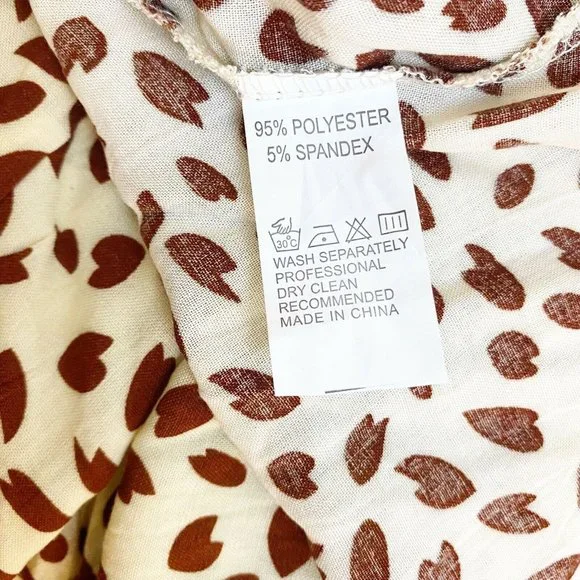 95% POLYESTER
5% SPANDEX
30°C
WASH SEPARATELY
PROFESSIONAL
DRY CLEAN
RECOMMENDED
MADE IN CHINA